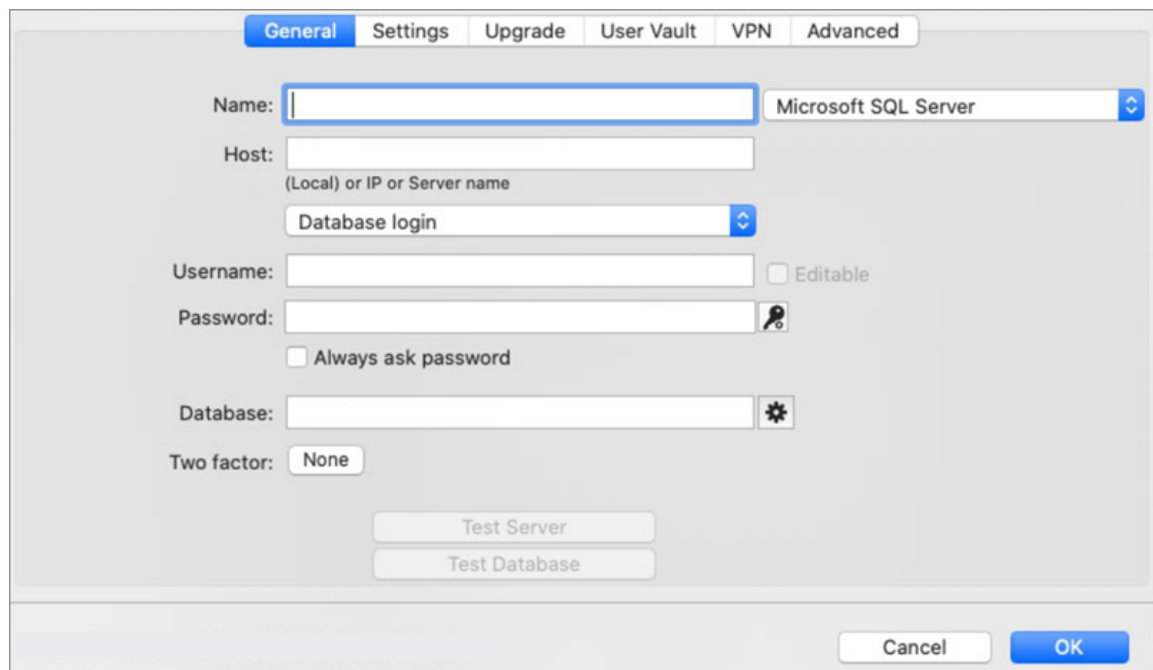 General Settings Upgrade User Vault VPN Advanced
Name: Microsoft SQL Server
Host:
(Local) or IP or Server name
Database login
Username: Editable
Password:
Always ask password
Database:
Two factor: None
Test Server
Test Database
Cancel OK